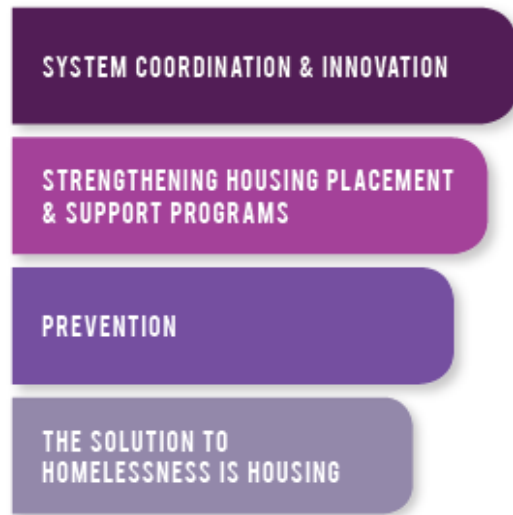 SYSTEM COORDINATION & INNOVATION
STRENGTHENING HOUSING PLACEMENT
& SUPPORT PROGRAMS
PREVENTION
THE SOLUTION TO
HOMELESSNESS IS HOUSING